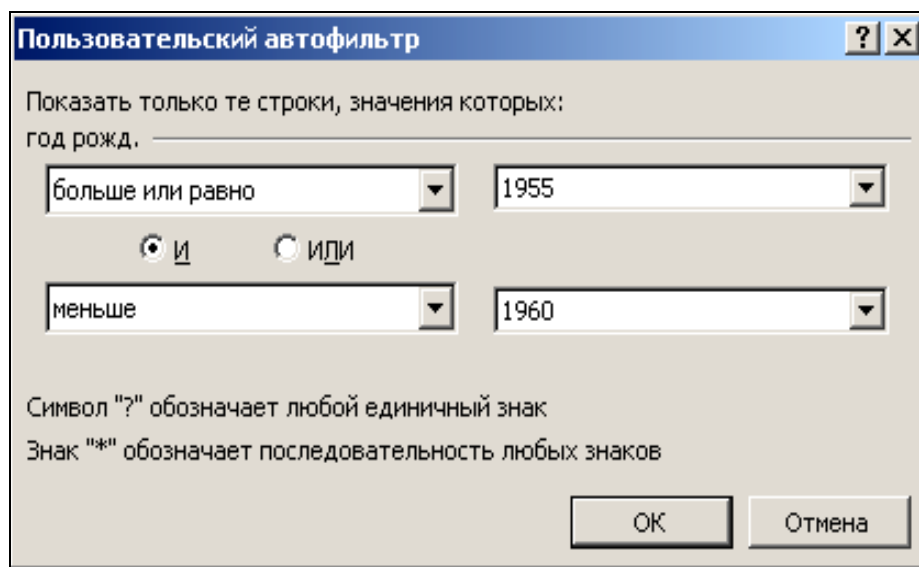 Пользовательский автофильтр
Показать только те строки, значения которых:
год рожд.
больше или равно 1955
И ИЛИ
меньше 1960
Символ "?" обозначает любой единичный знак
Знак "*" обозначает последовательность любых знаков
ОК Отмена